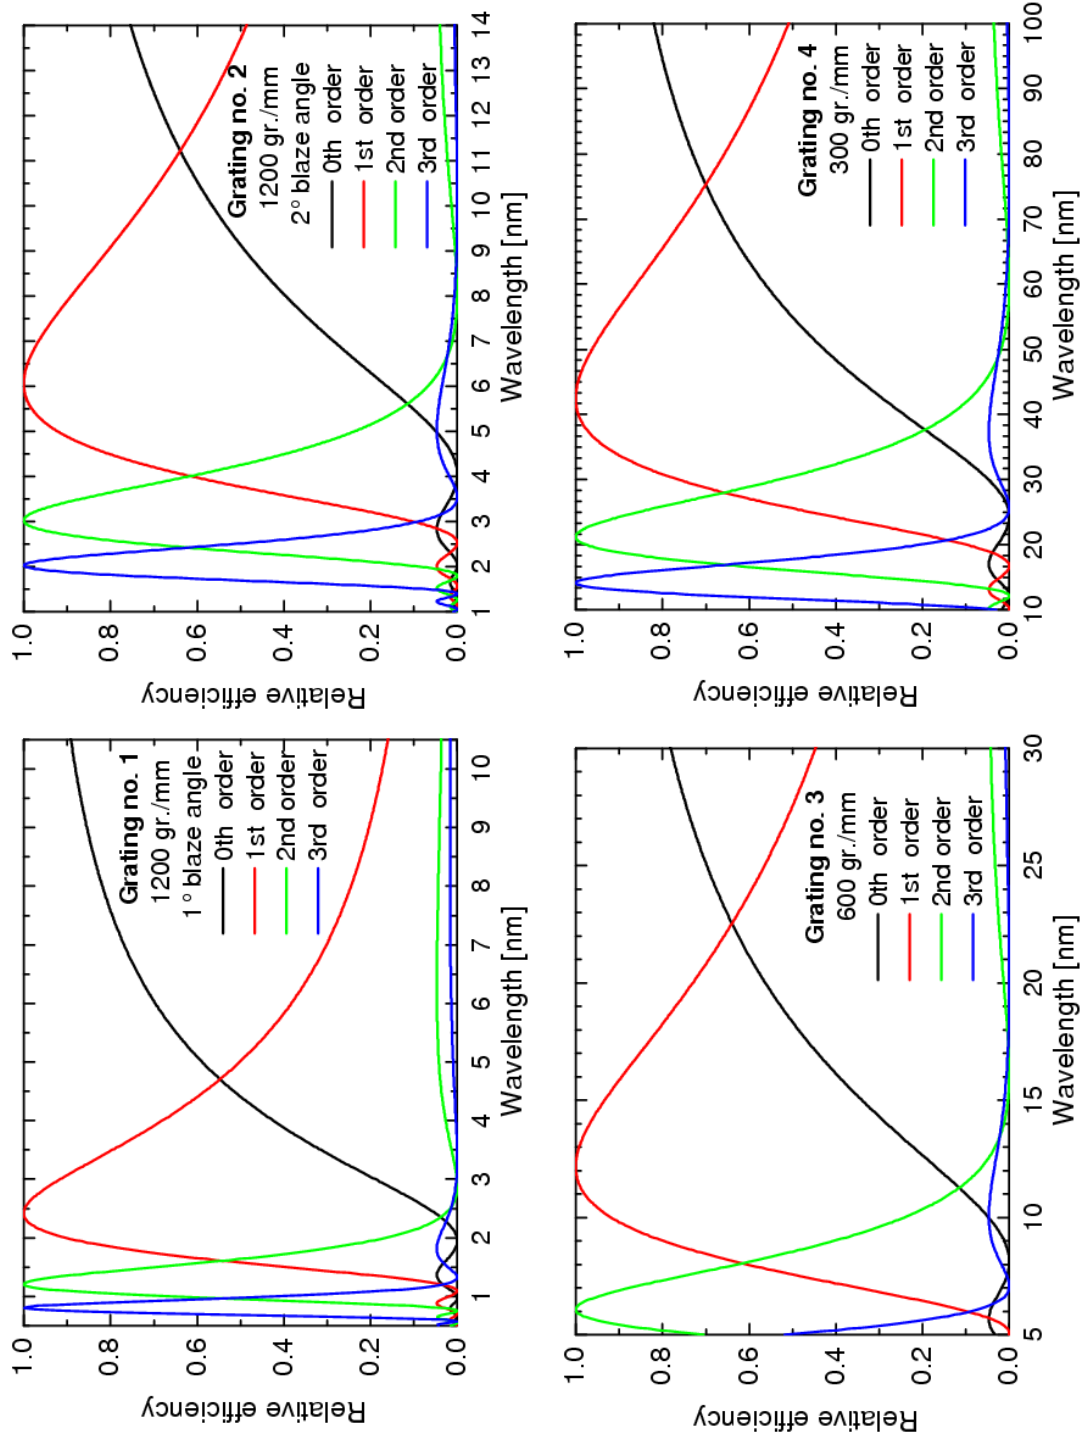 Relative efficiency
1.0
0.8
0.6
0.4
0.2
0.0
Grating no. 1
1200 gr./mm
1° blaze angle
0th order
1st order
2nd order
3rd order
1 2 3 4 5 6 7 8 9 10
Wavelength [nm]
Relative efficiency
1.0
0.8
0.6
0.4
0.2
0.0
Grating no. 2
1200 gr./mm
2° blaze angle
0th order
1st order
2nd order
3rd order
1 2 3 4 5 6 7 8 9 10 11 12 13 14
Wavelength [nm]
Relative efficiency
1.0
0.8
0.6
0.4
0.2
0.0
Grating no. 3
600 gr./mm
0th order
1st order
2nd order
3rd order
5 10 15 20 25 30
Wavelength [nm]
Relative efficiency
1.0
0.8
0.6
0.4
0.2
0.0
Grating no. 4
300 gr./mm
0th order
1st order
2nd order
3rd order
10 20 30 40 50 60 70 80 90 100
Wavelength [nm]